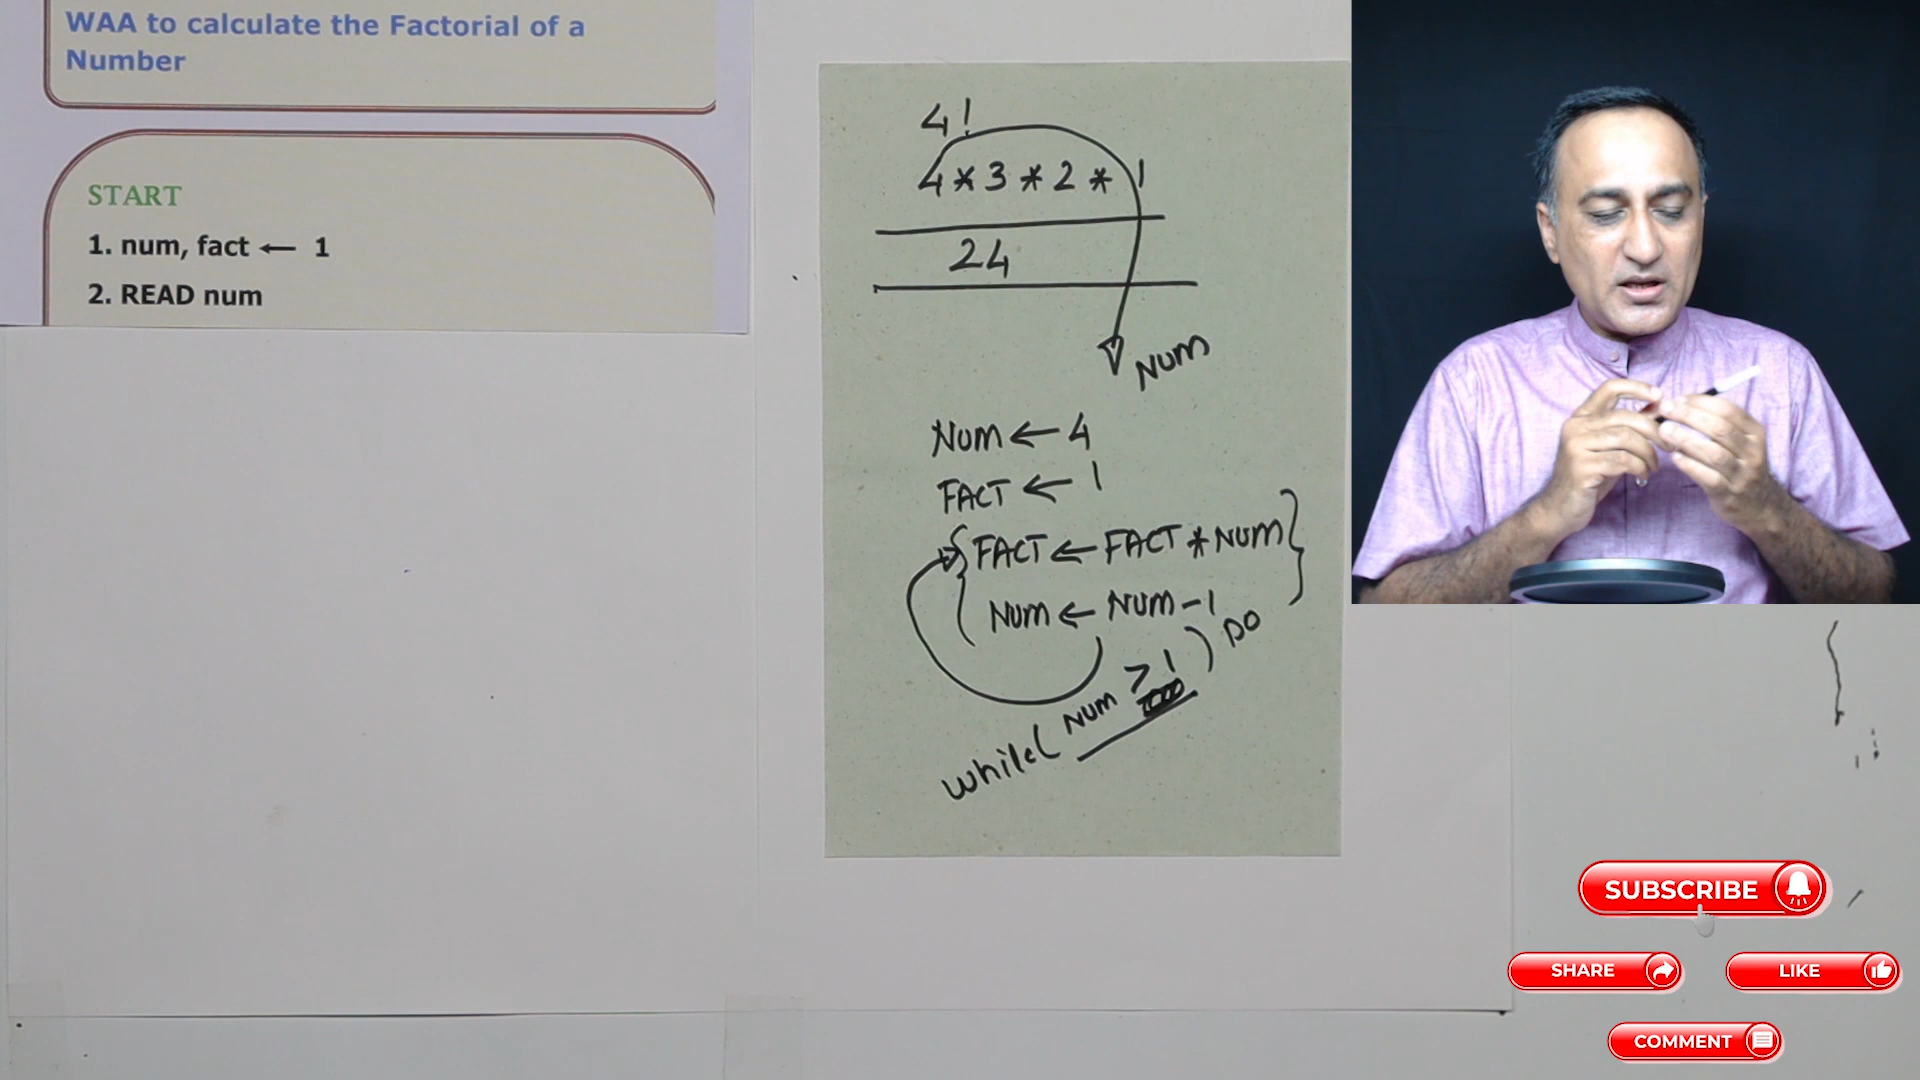 WAA to calculate the Factorial of a
Number
START
1. num, fact ← 1
2. READ num
4!
4 * 3 * 2 * 1
24
NUM
NUM ← 4
FACT ← 1
{ FACT ← FACT * NUM }
NUM ← NUM - 1
while ( NUM > 1 ) DO
SUBSCRIBE
SHARE
LIKE
COMMENT